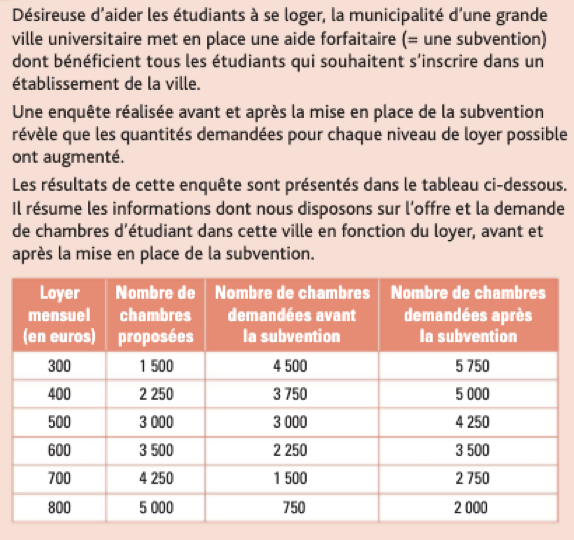 Désireuse d'aider les étudiants à se loger, la municipalité d'une grande
ville universitaire met en place une aide forfaitaire (= une subvention)
dont bénéficient tous les étudiants qui souhaitent s'inscrire dans un
établissement de la ville.
Une enquête réalisée avant et après la mise en place de la subvention
révèle que les quantités demandées pour chaque niveau de loyer possible
ont augmenté.
Les résultats de cette enquête sont présentés dans le tableau ci-dessous.
Il résume les informations dont nous disposons sur l'offre et la demande
de chambres d'étudiant dans cette ville en fonction du loyer, avant et
après la mise en place de la subvention.
Loyer Nombre de Nombre de chambres Nombre de chambres
mensuel chambres demandées avant demandées après
(en euros) proposées la subvention la subvention
300 1 500 4 500 5 750
400 2 250 3 750 5 000
500 3 000 3 000 4 250
600 3 500 2 250 3 500
700 4 250 1 500 2 750
800 5 000 750 2 000